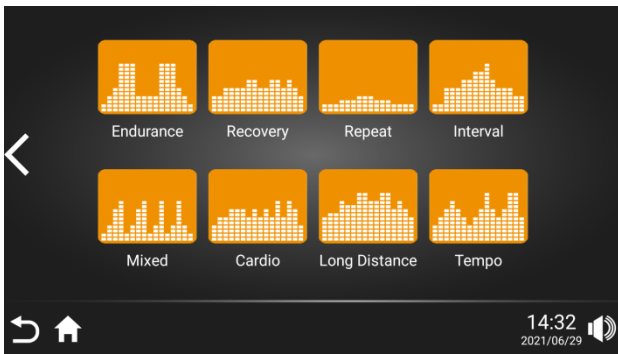 Endurance
Recovery
Repeat
Interval
Mixed
Cardio
Long Distance
Tempo
14:32
2021/06/29